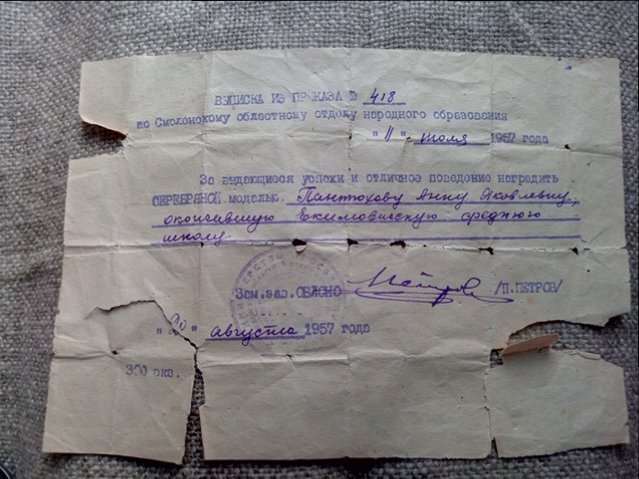 ВЫПИСКА ИЗ ПРИКАЗА № 418
по Смоленскому областному отделу народного образования
"11" июля 1957 года
За выдающиеся успехи и отличное поведение наградить
СЕРЕБРЯНОЙ медалью Пантюхову Анну Яковлевну,
окончившую Екимовичскую среднюю
школу.
Зам.зав.ОБЛОНО Петров /П.ПЕТРОВ/
"20" августа 1957 года
300 экз.